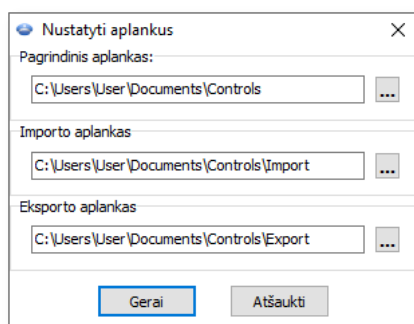 Nustatyti aplankus
Pagrindinis aplankas:
C:\Users\User\Documents\Controls
...
Importo aplankas
C:\Users\User\Documents\Controls\Import
...
Eksporto aplankas
C:\Users\User\Documents\Controls\Export
...
Gerai Atšaukti